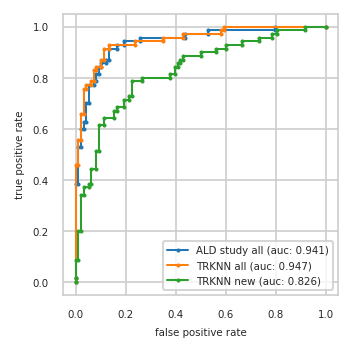 1.0
0.8
0.6
0.4
0.2
0.0
true positive rate
ALD study all (auc: 0.941)
TRKNN all (auc: 0.947)
TRKNN new (auc: 0.826)
0.0 0.2 0.4 0.6 0.8 1.0
false positive rate